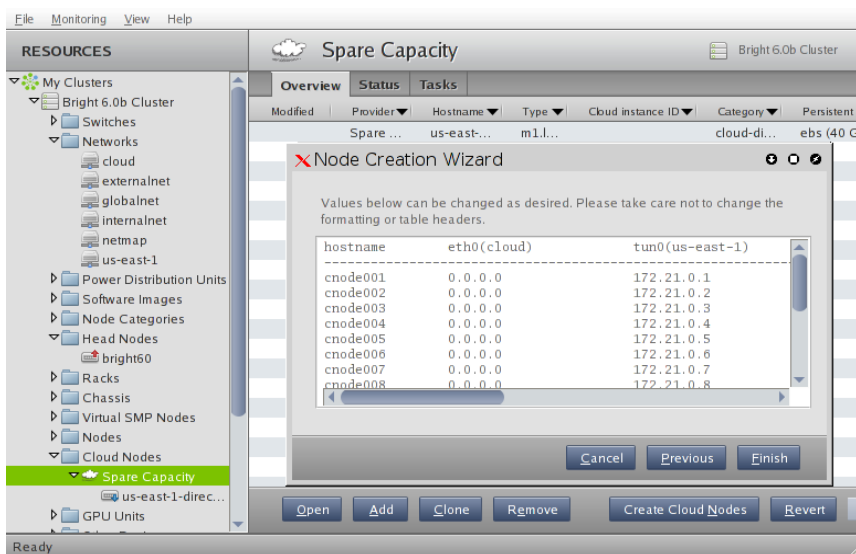 File Monitoring View Help
RESOURCES
My Clusters
Bright 6.0b Cluster
Switches
Networks
cloud
externalnet
globalnet
internalnet
netmap
us-east-1
Power Distribution Units
Software Images
Node Categories
Head Nodes
bright60
Racks
Chassis
Virtual SMP Nodes
Nodes
Cloud Nodes
Spare Capacity
us-east-1-direc...
GPU Units
Spare Capacity Bright 6.0b Cluster
Overview Status Tasks
Modified Provider Hostname Type Cloud instance ID Category Persistent
Spare ... us-east-... m1.l... cloud-di... ebs (40 G
Node Creation Wizard
Values below can be changed as desired. Please take care not to change the
formatting or table headers.
hostname eth0(cloud) tun0(us-east-1)
cnode001 0.0.0.0 172.21.0.1
cnode002 0.0.0.0 172.21.0.2
cnode003 0.0.0.0 172.21.0.3
cnode004 0.0.0.0 172.21.0.4
cnode005 0.0.0.0 172.21.0.5
cnode006 0.0.0.0 172.21.0.6
cnode007 0.0.0.0 172.21.0.7
cnode008 0.0.0.0 172.21.0.8
Cancel Previous Finish
Open Add Clone Remove Create Cloud Nodes Revert
Ready